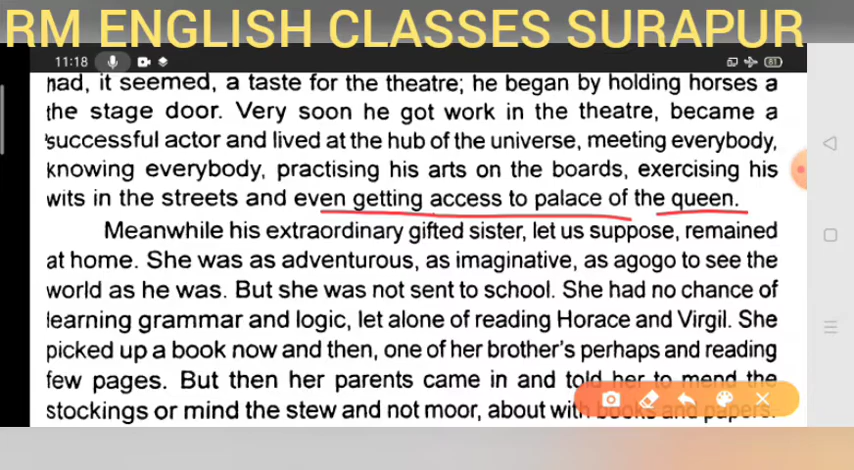 RM ENGLISH CLASSES SURAPUR
11:18
81
had, it seemed, a taste for the theatre; he began by holding horses a
the stage door. Very soon he got work in the theatre, became a
successful actor and lived at the hub of the universe, meeting everybody,
knowing everybody, practising his arts on the boards, exercising his
wits in the streets and even getting access to palace of the queen.
Meanwhile his extraordinary gifted sister, let us suppose, remained
at home. She was as adventurous, as imaginative, as agogo to see the
world as he was. But she was not sent to school. She had no chance of
learning grammar and logic, let alone of reading Horace and Virgil. She
picked up a book now and then, one of her brother's perhaps and reading
few pages. But then her parents came in and told her to mend the
stockings or mind the stew and not moor, about with books and papers.